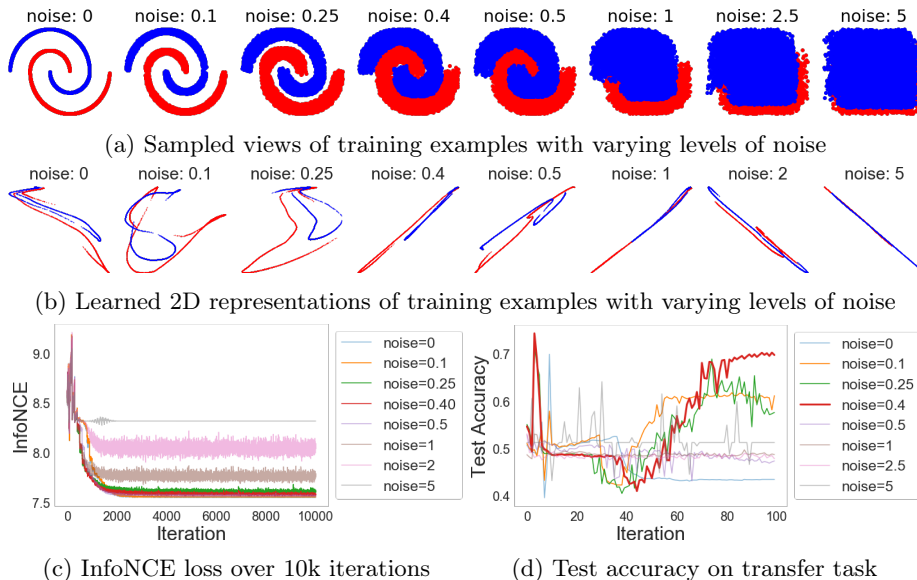 noise: 0 noise: 0.1 noise: 0.25 noise: 0.4 noise: 0.5 noise: 1 noise: 2.5 noise: 5
(a) Sampled views of training examples with varying levels of noise
noise: 0 noise: 0.1 noise: 0.25 noise: 0.4 noise: 0.5 noise: 1 noise: 2 noise: 5
(b) Learned 2D representations of training examples with varying levels of noise
InfoNCE
9.0
8.5
8.0
7.5
0 2000 4000 6000 8000 10000
Iteration
noise=0
noise=0.1
noise=0.25
noise=0.40
noise=0.5
noise=1
noise=2
noise=5
(c) InfoNCE loss over 10k iterations
Test Accuracy
0.7
0.6
0.5
0.4
0 20 40 60 80 100
Iteration
noise=0
noise=0.1
noise=0.25
noise=0.4
noise=0.5
noise=1
noise=2.5
noise=5
(d) Test accuracy on transfer task